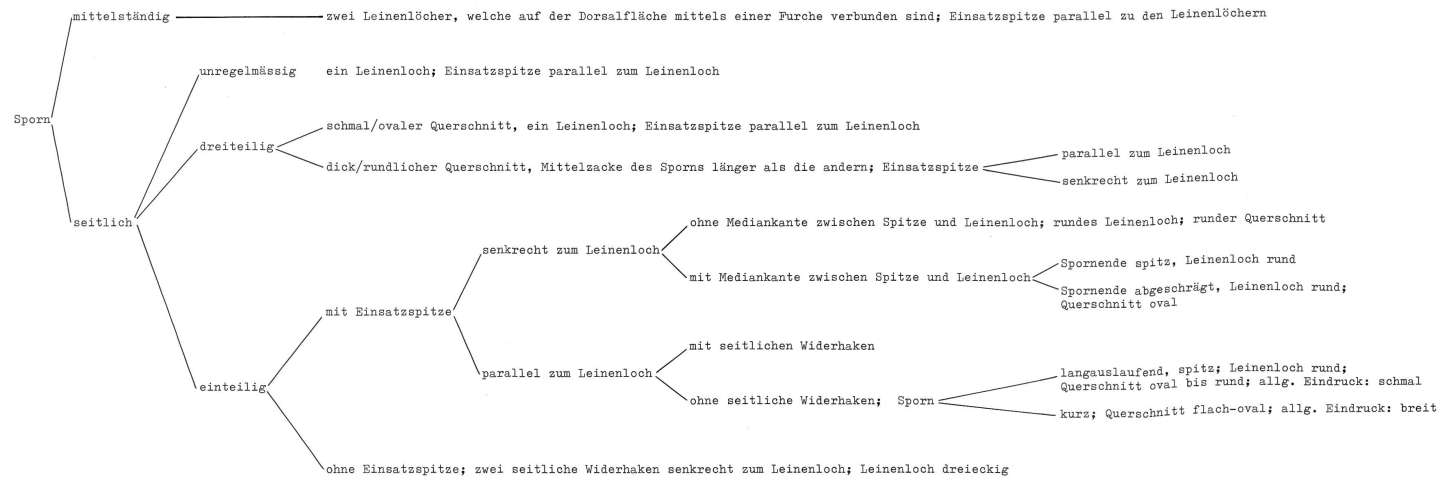 mittelständig zwei Leinenlöcher, welche auf der Dorsalfläche mittels einer Furche verbunden sind; Einsatzspitze parallel zu den Leinenlöchern
unregelmässig ein Leinenloch; Einsatzspitze parallel zum Leinenloch
Sporn
schmal/ovaler Querschnitt, ein Leinenloch; Einsatzspitze parallel zum Leinenloch
dreiteilig
dick/rundlicher Querschnitt, Mittelzacke des Sporns länger als die andern; Einsatzspitze
parallel zum Leinenloch
senkrecht zum Leinenloch
seitlich
ohne Mediankante zwischen Spitze und Leinenloch; rundes Leinenloch; runder Querschnitt
senkrecht zum Leinenloch
mit Mediankante zwischen Spitze und Leinenloch
Spornende spitz, Leinenloch rund
Spornende abgeschrägt, Leinenloch rund;
Querschnitt oval
mit Einsatzspitze
mit seitlichen Widerhaken
parallel zum Leinenloch
ohne seitliche Widerhaken; Sporn
langauslaufend, spitz; Leinenloch rund;
Querschnitt oval bis rund; allg. Eindruck: schmal
kurz; Querschnitt flach-oval; allg. Eindruck: breit
einteilig
ohne Einsatzspitze; zwei seitliche Widerhaken senkrecht zum Leinenloch; Leinenloch dreieckig